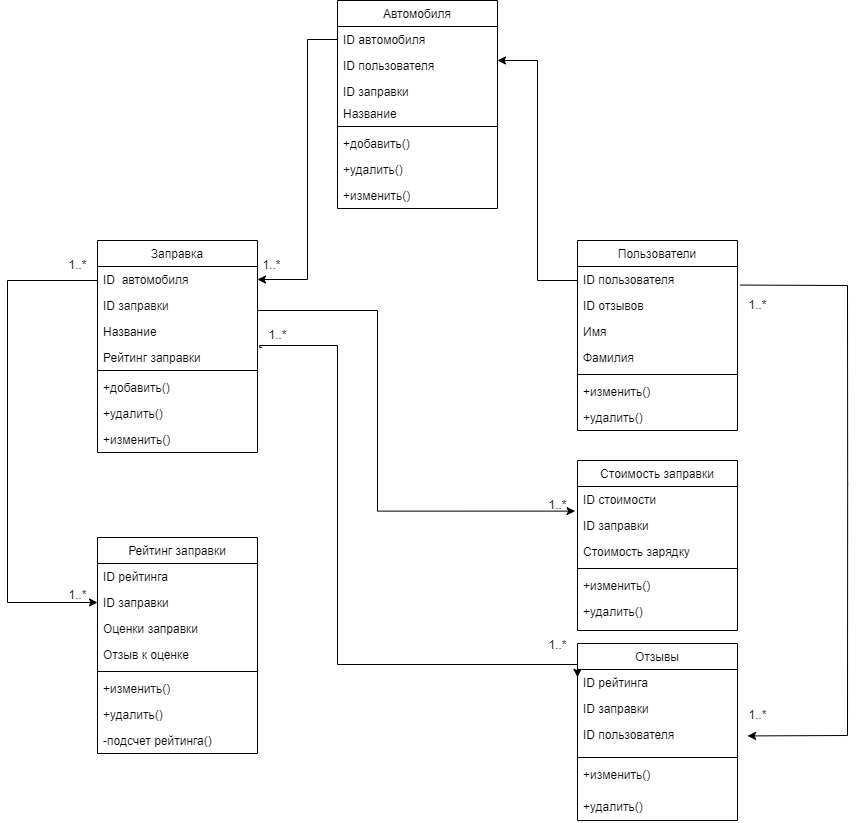 Автомобиля
ID автомобиля
ID пользователя
ID заправки
Название
+добавить()
+удалить()
+изменить()
1..*
1..*
Заправка
ID  автомобиля
ID заправки
Название
Рейтинг заправки
+добавить()
+удалить()
+изменить()
1..*
Пользователи
ID пользователя
ID отзывов
Имя
Фамилия
+изменить()
+удалить()
1..*
Стоимость заправки
ID стоимости
ID заправки
Стоимость зарядку
+изменить()
+удалить()
1..*
Рейтинг заправки
ID рейтинга
ID заправки
Оценки заправки
Отзыв к оценке
+изменить()
+удалить()
-подсчет рейтинга()
1..*
1..*
Отзывы
ID рейтинга
ID заправки
ID пользователя
+изменить()
+удалить()
1..*